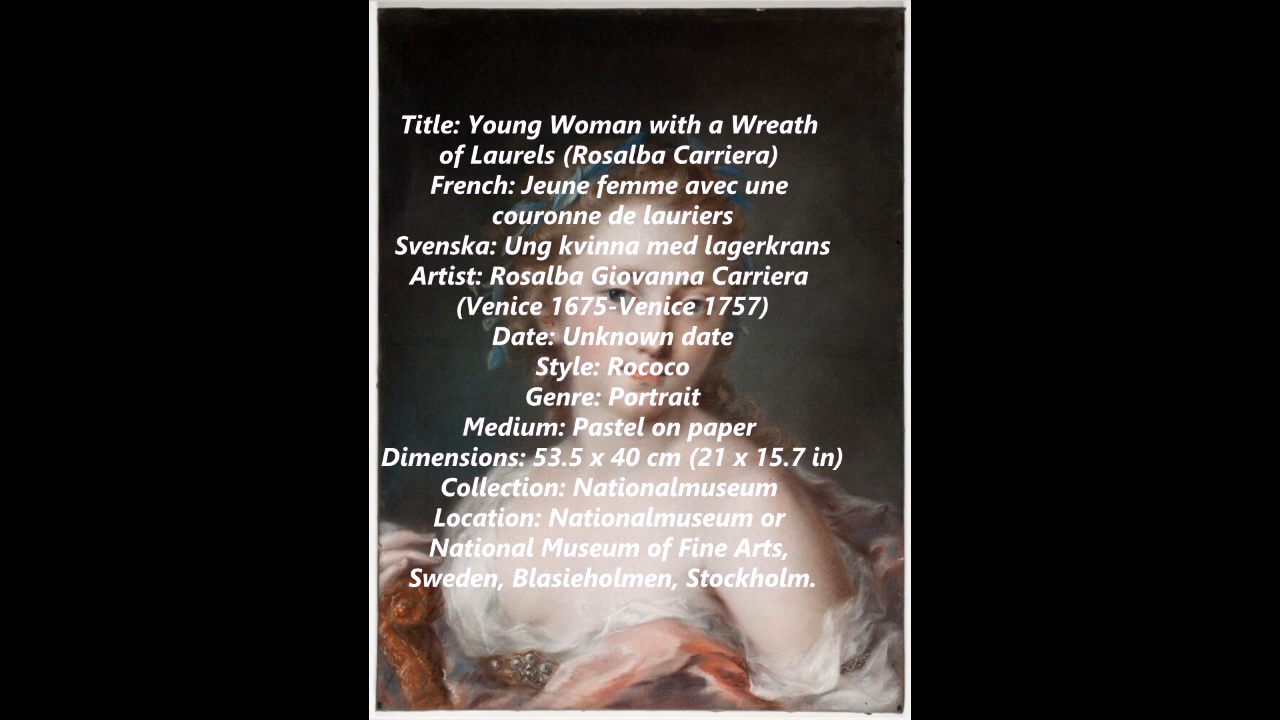 Title: Young Woman with a Wreath
of Laurels (Rosalba Carriera)
French: Jeune femme avec une
couronne de lauriers
Svenska: Ung kvinna med lagerkrans
Artist: Rosalba Giovanna Carriera
(Venice 1675-Venice 1757)
Date: Unknown date
Style: Rococo
Genre: Portrait
Medium: Pastel on paper
Dimensions: 53.5 x 40 cm (21 x 15.7 in)
Collection: Nationalmuseum
Location: Nationalmuseum or
National Museum of Fine Arts,
Sweden, Blasieholmen, Stockholm.